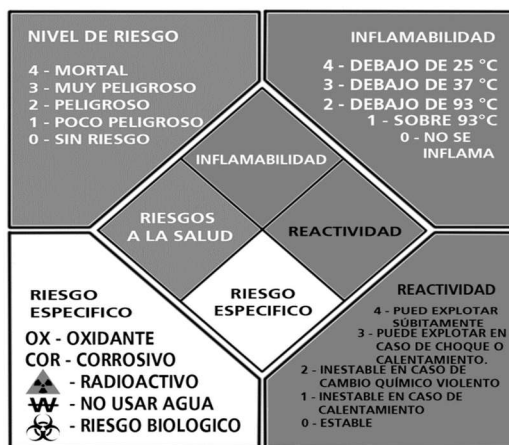 NIVEL DE RIESGO
4 - MORTAL
3 - MUY PELIGROSO
2 - PELIGROSO
1 - POCO PELIGROSO
0 - SIN RIESGO
INFLAMABILIDAD
4 - DEBAJO DE 25 °C
3 - DEBAJO DE 37 °C
2 - DEBAJO DE 93 °C
1 - SOBRE 93°C
0 - NO SE
INFLAMA
INFLAMABILIDAD
RIESGOS
A LA SALUD
REACTIVIDAD
RIESGO
ESPECIFICO
RIESGO
ESPECIFICO
OX - OXIDANTE
COR - CORROSIVO
- RADIOACTIVO
W - NO USAR AGUA
- RIESGO BIOLOGICO
REACTIVIDAD
4 - PUED EXPLOTAR
SÚBITAMENTE
3 - PUEDE EXPLOTAR EN
CASO DE CHOQUE O
CALENTAMIENTO.
2 - INESTABLE EN CASO DE
CAMBIO QUÍMICO VIOLENTO
1 - INESTABLE EN CASO DE
CALENTAMIENTO
0 - ESTABLE